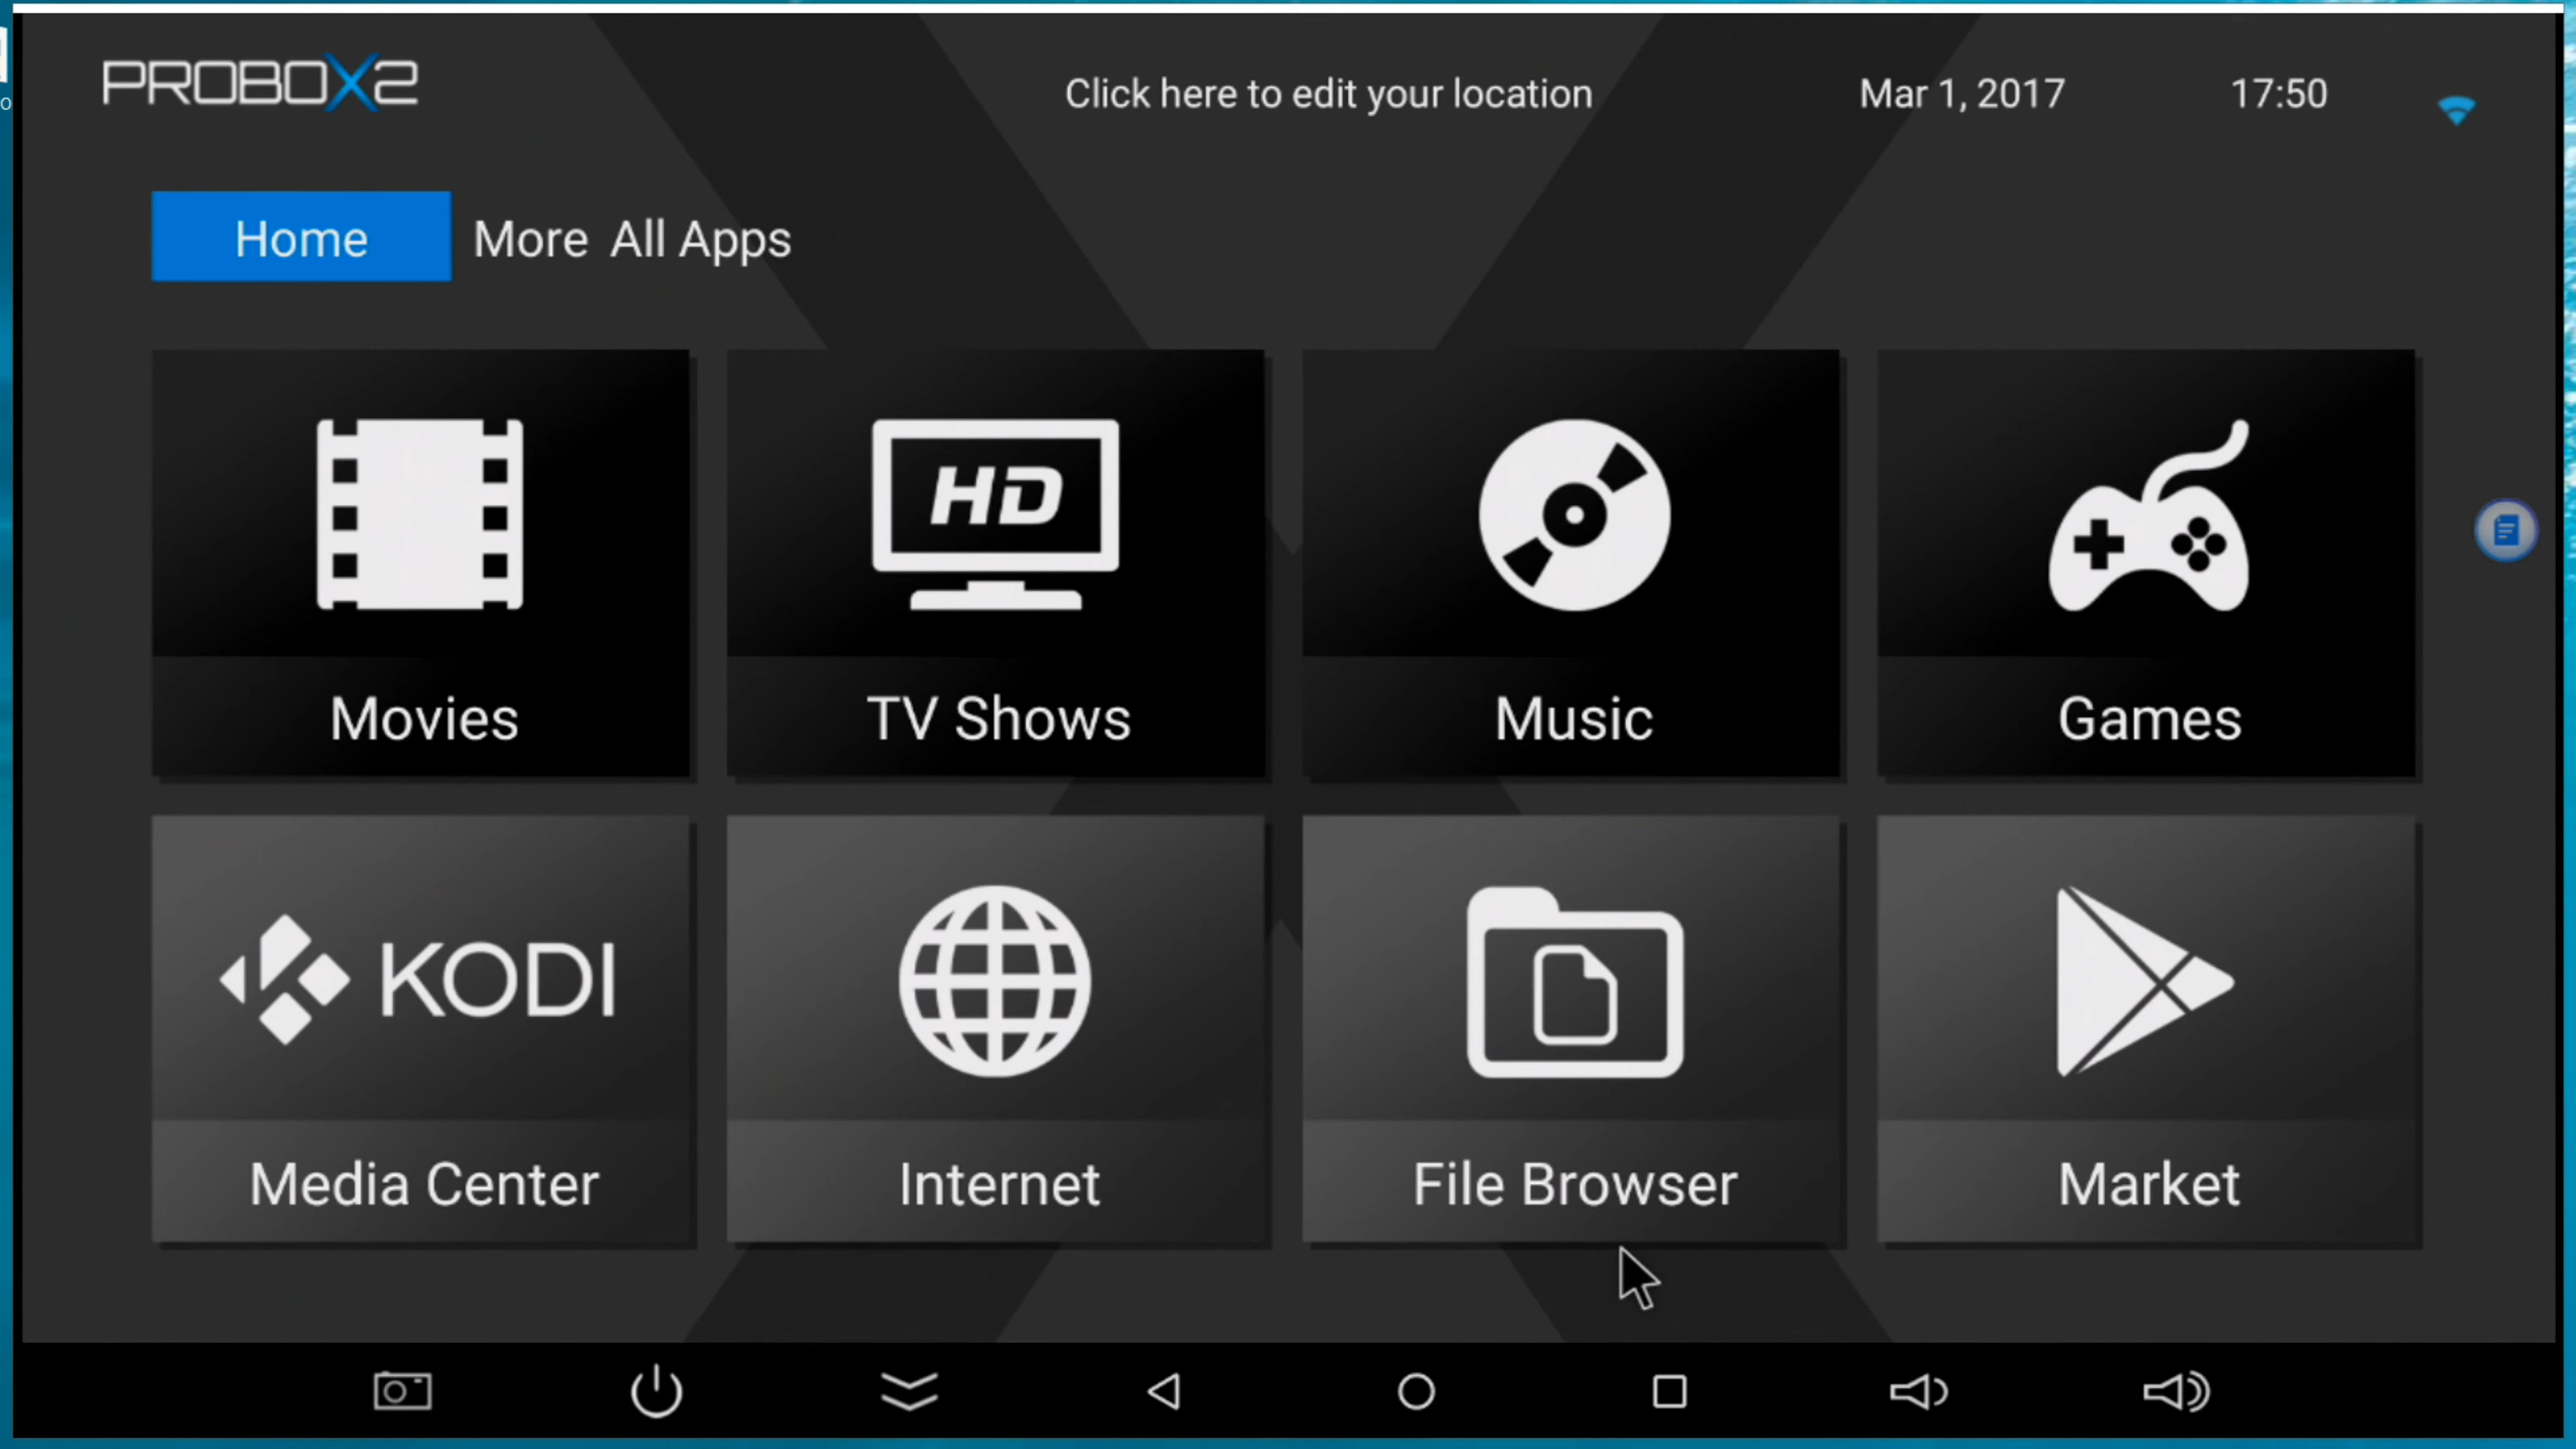 PROBOX2
Click here to edit your location
Mar 1, 2017
17:50
Home
More
All Apps
HD
Movies
TV Shows
Music
Games
KODI
Media Center
Internet
File Browser
Market